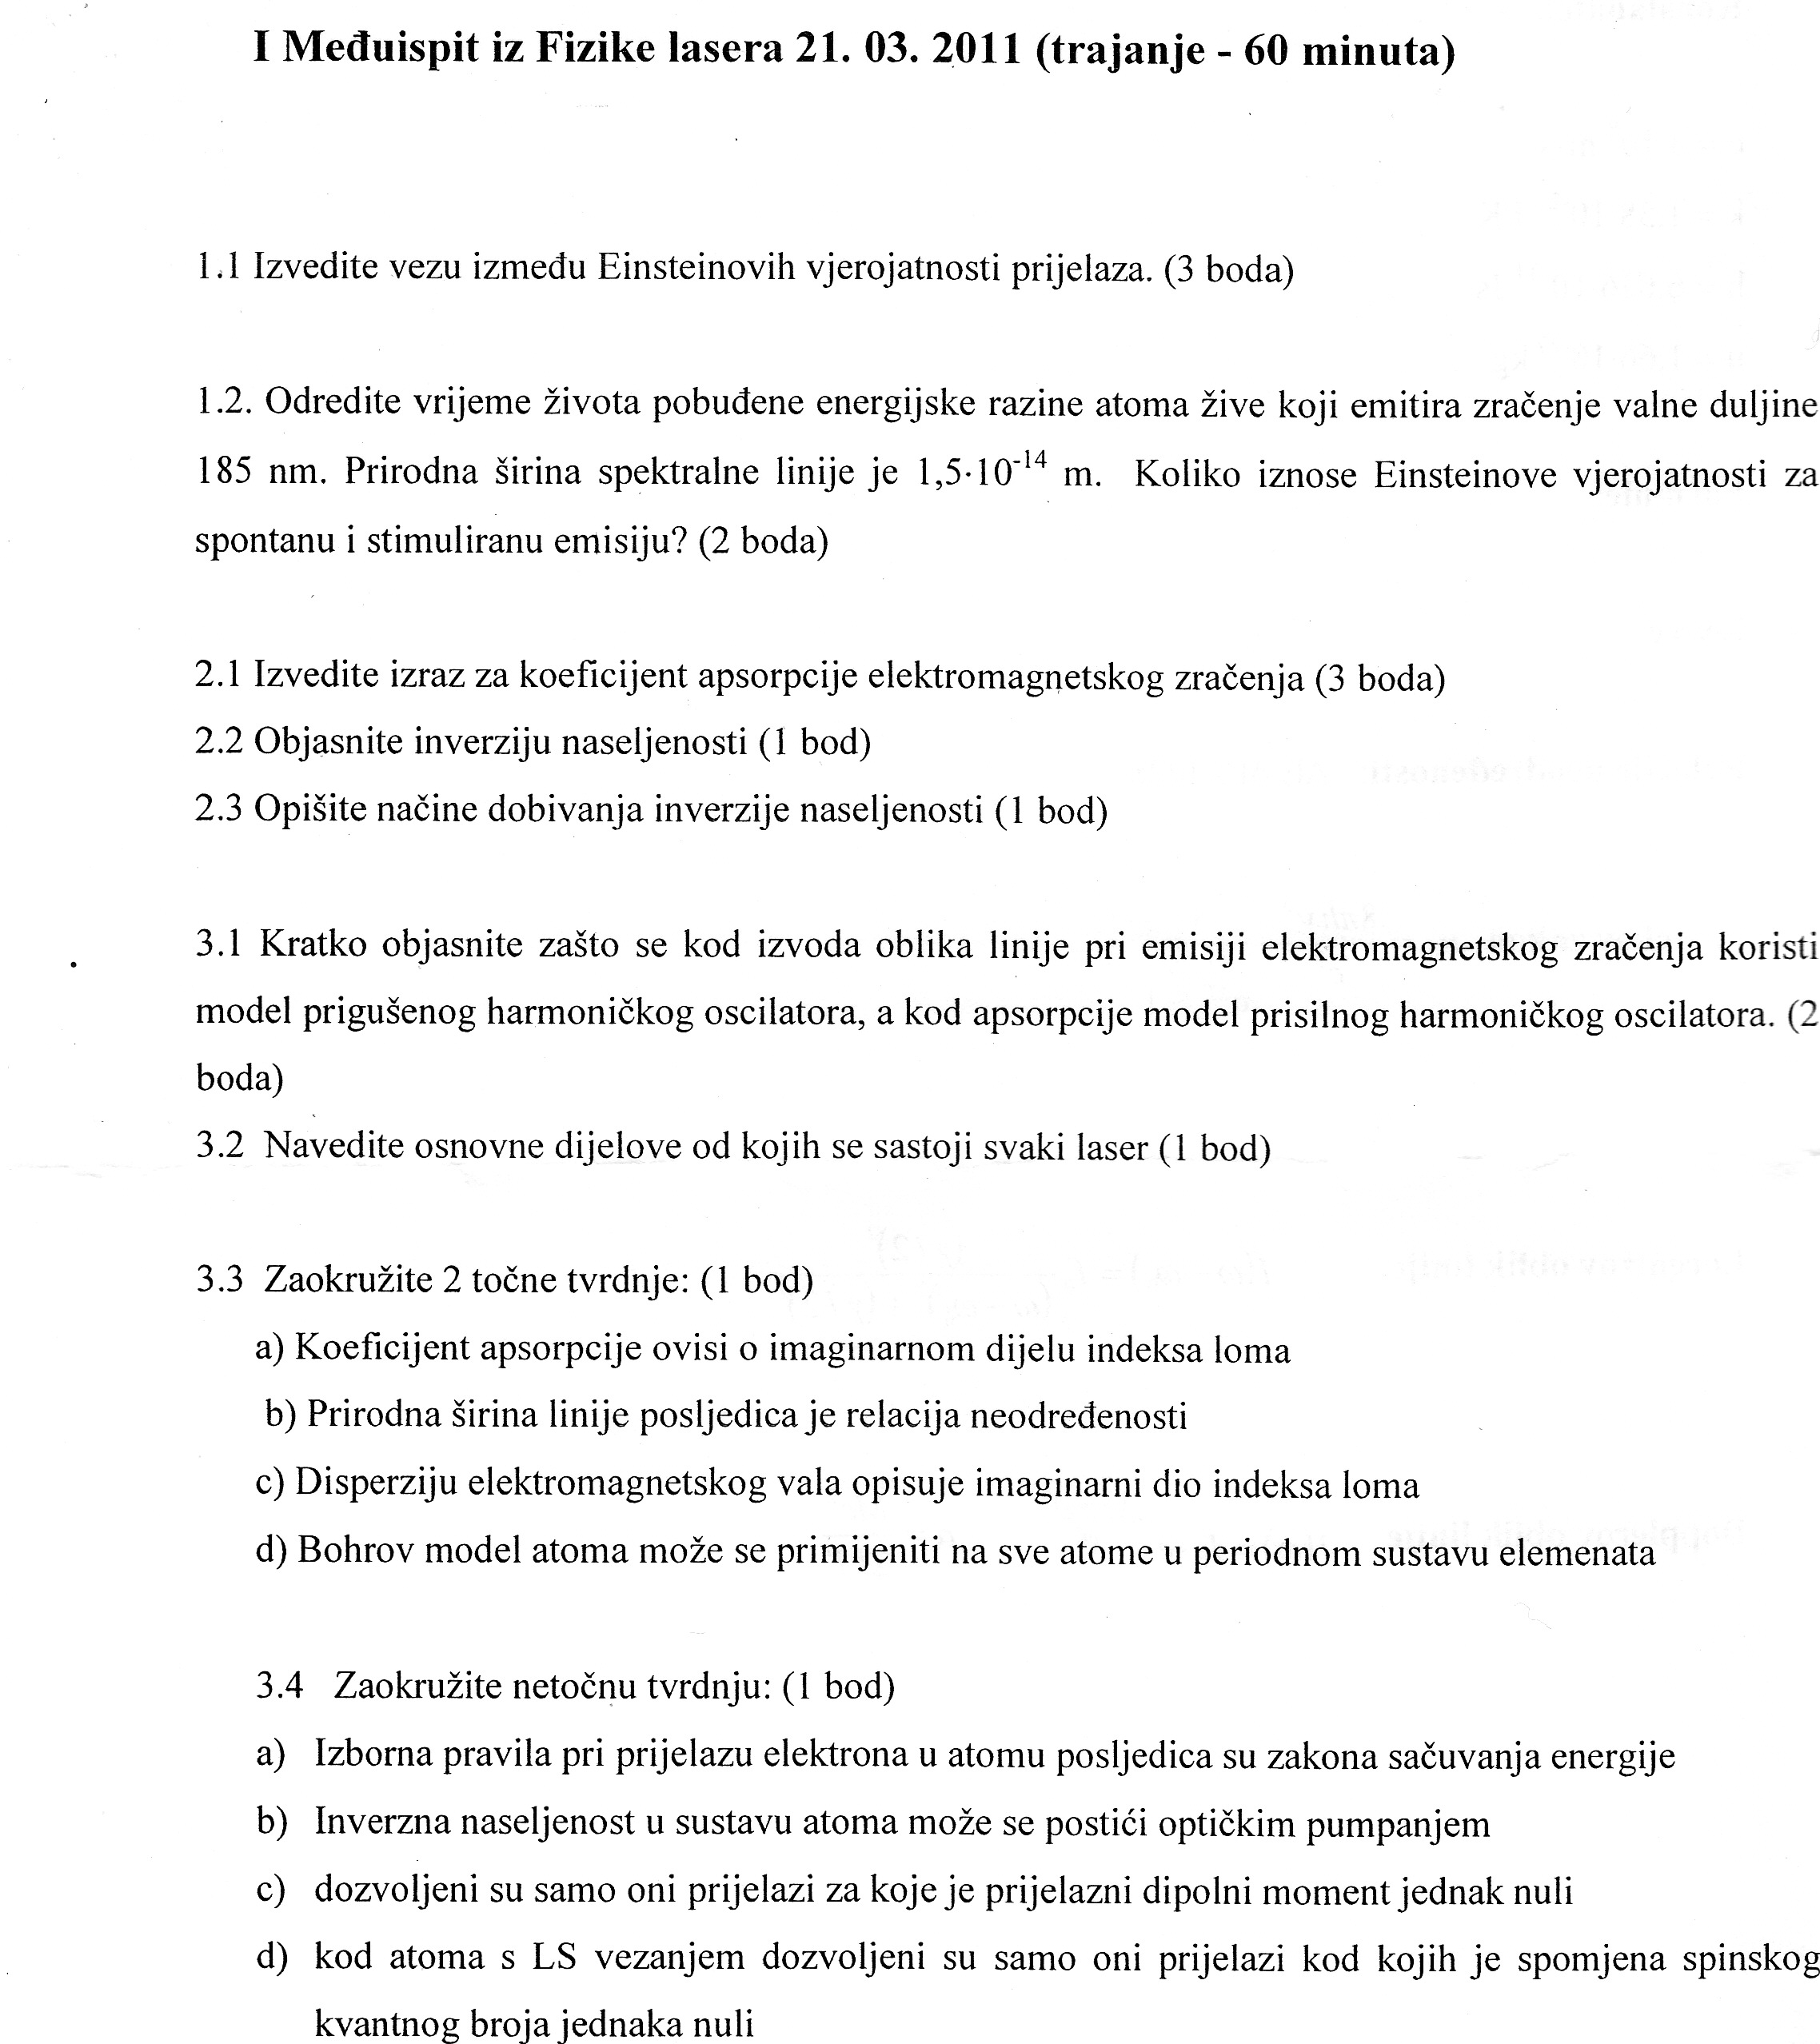 I Međuispit iz Fizike lasera 21. 03. 2011 (trajanje - 60 minuta)
1.1 Izvedite vezu između Einsteinovih vjerojatnosti prijelaza. (3 boda)
1.2. Odredite vrijeme života pobuđene energijske razine atoma žive koji emitira zračenje valne duljine
185 nm. Prirodna širina spektralne linije je 1,5·10⁻¹⁴ m. Koliko iznose Einsteinove vjerojatnosti za
spontanu i stimuliranu emisiju? (2 boda)
2.1 Izvedite izraz za koeficijent apsorpcije elektromagnetskog zračenja (3 boda)
2.2 Objasnite inverziju naseljenosti (1 bod)
2.3 Opišite načine dobivanja inverzije naseljenosti (1 bod)
3.1 Kratko objasnite zašto se kod izvoda oblika linije pri emisiji elektromagnetskog zračenja koristi
model prigušenog harmoničkog oscilatora, a kod apsorpcije model prisilnog harmoničkog oscilatora. (2
boda)
3.2 Navedite osnovne dijelove od kojih se sastoji svaki laser (1 bod)
3.3 Zaokružite 2 točne tvrdnje: (1 bod)
a) Koeficijent apsorpcije ovisi o imaginarnom dijelu indeksa loma
b) Prirodna širina linije posljedica je relacija neodređenosti
c) Disperziju elektromagnetskog vala opisuje imaginarni dio indeksa loma
d) Bohrov model atoma može se primijeniti na sve atome u periodnom sustavu elemenata
3.4 Zaokružite netočnu tvrdnju: (1 bod)
a) Izborna pravila pri prijelazu elektrona u atomu posljedica su zakona sačuvanja energije
b) Inverzna naseljenost u sustavu atoma može se postići optičkim pumpanjem
c) dozvoljeni su samo oni prijelazi za koje je prijelazni dipolni moment jednak nuli
d) kod atoma s LS vezanjem dozvoljeni su samo oni prijelazi kod kojih je spomjena spinskog
kvantnog broja jednaka nuli